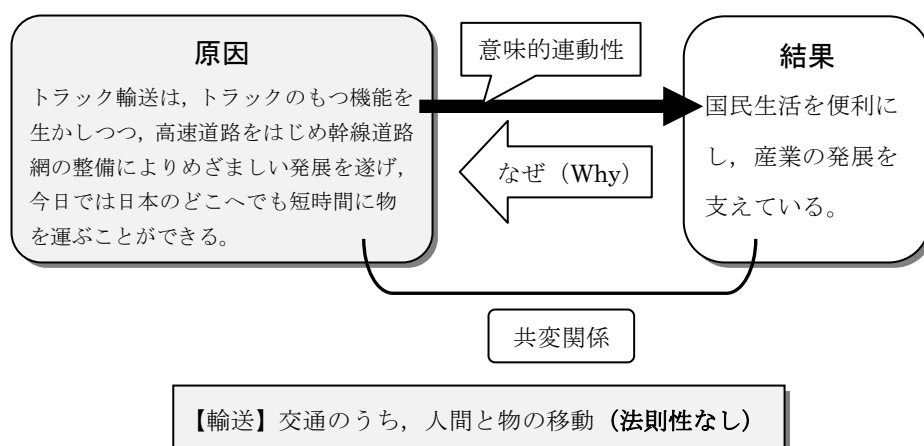 原因
トラック輸送は,トラックのもつ機能を
生かしつつ,高速道路をはじめ幹線道路
網の整備によりめざましい発展を遂げ,
今日では日本のどこへでも短時間に物
を運ぶことができる。
意味的連動性
なぜ(Why)
結果
国民生活を便利に
し,産業の発展を
支えている。
共変関係
【輸送】交通のうち,人間と物の移動(法則性なし)